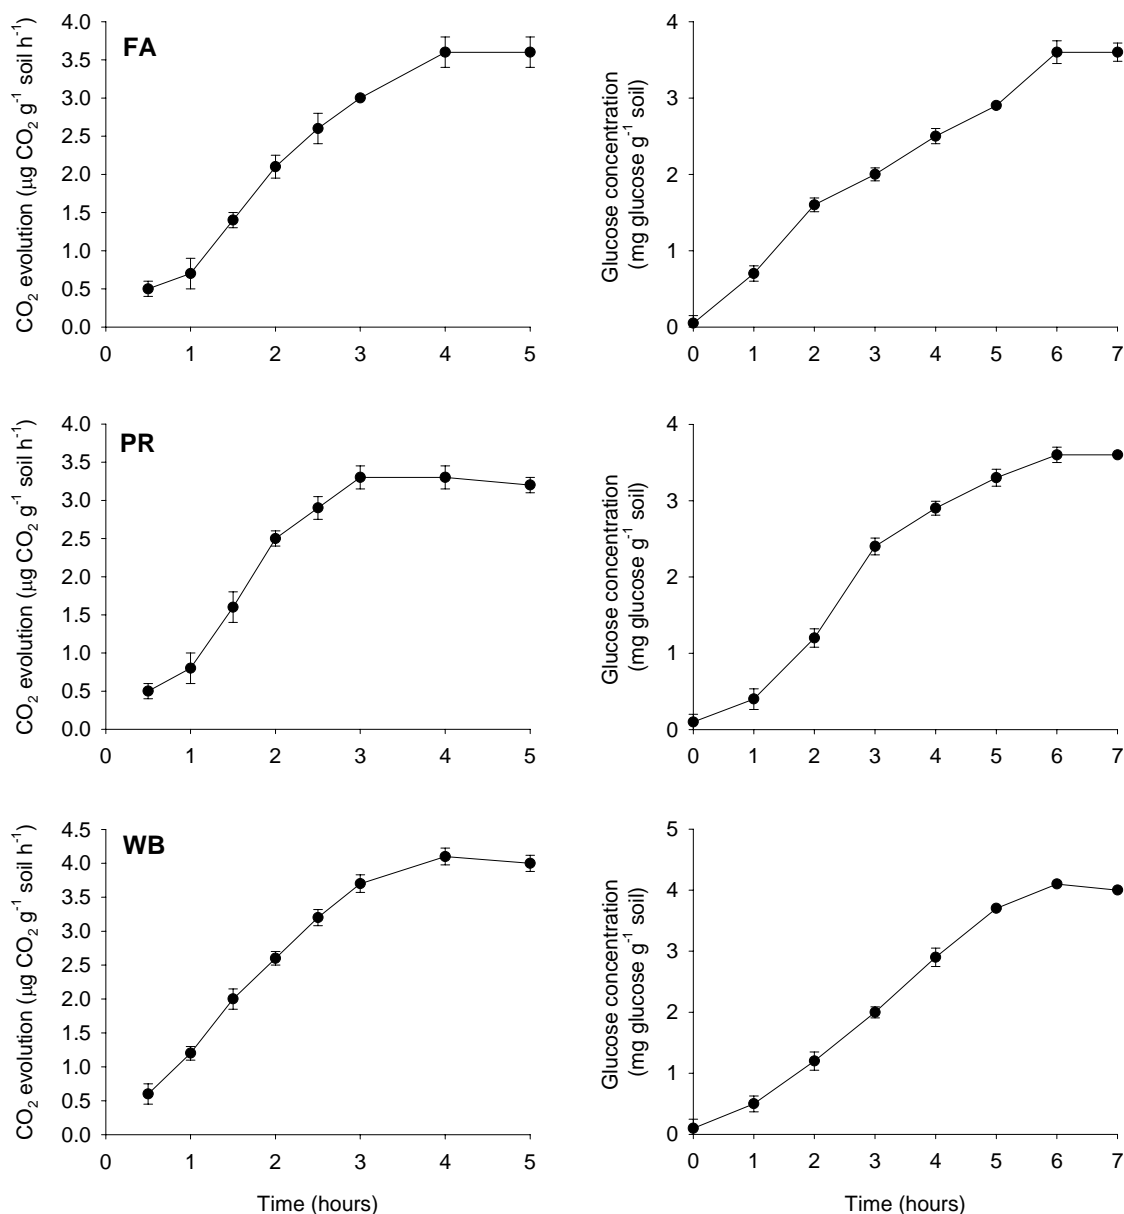 FA
CO₂ evolution (μg CO₂ g⁻¹ soil h⁻¹)
4.0
3.5
3.0
2.5
2.0
1.5
1.0
0.5
0.0
0 1 2 3 4 5
Glucose concentration
(mg glucose g⁻¹ soil)
4
3
2
1
0
0 1 2 3 4 5 6 7
PR
CO₂ evolution (μg CO₂ g⁻¹ soil h⁻¹)
4.0
3.5
3.0
2.5
2.0
1.5
1.0
0.5
0.0
0 1 2 3 4 5
Glucose concentration
(mg glucose g⁻¹ soil)
4
3
2
1
0
0 1 2 3 4 5 6 7
WB
CO₂ evolution (μg CO₂ g⁻¹ soil h⁻¹)
4.5
4.0
3.5
3.0
2.5
2.0
1.5
1.0
0.5
0.0
0 1 2 3 4 5
Time (hours)
Glucose concentration
(mg glucose g⁻¹ soil)
5
4
3
2
1
0
0 1 2 3 4 5 6 7
Time (hours)